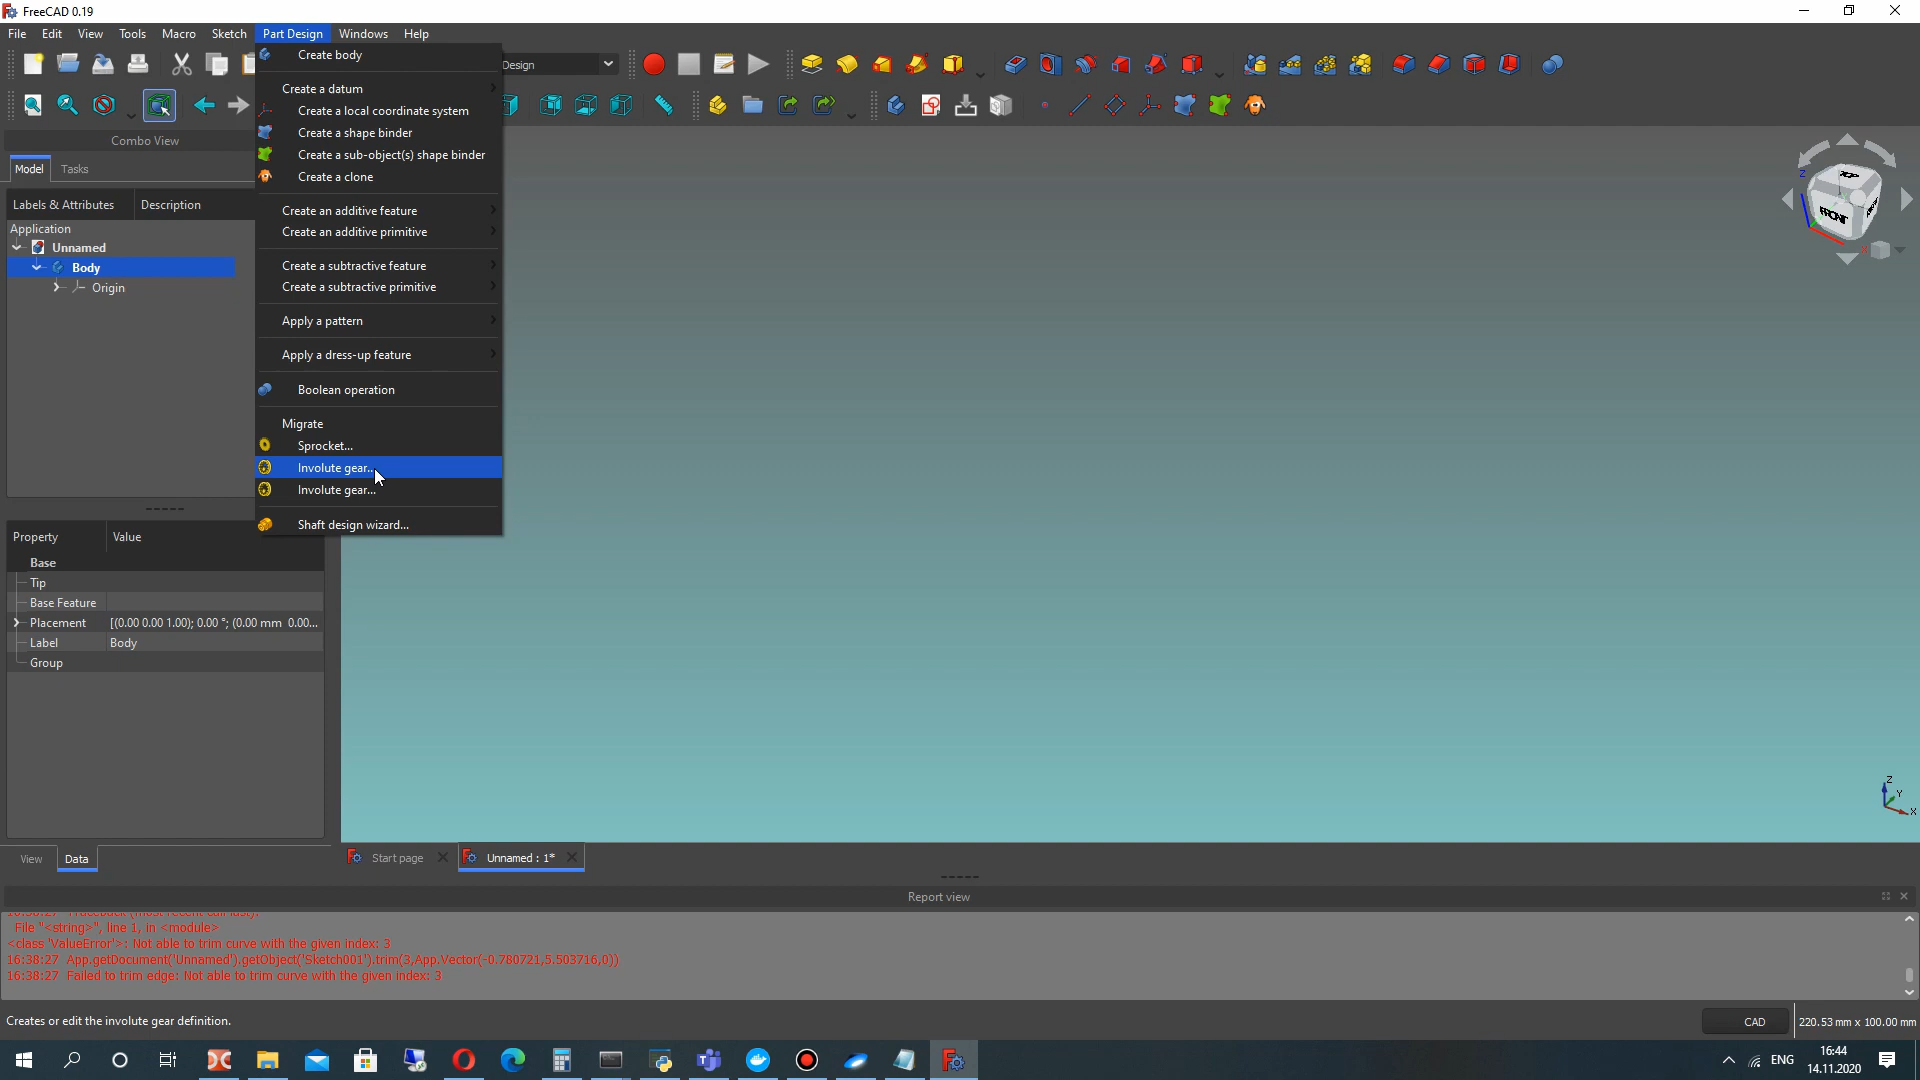 FreeCAD 0.19
File Edit View Tools Macro Sketch Part Design Windows Help
Create body
Design
Create a datum
Create a local coordinate system
Create a shape binder
Create a sub-object(s) shape binder
Create a clone
Create an additive feature
Create an additive primitive
Create a subtractive feature
Create a subtractive primitive
Apply a pattern
Apply a dress-up feature
Boolean operation
Migrate
Sprocket...
Involute gear...
Involute gear...
Shaft design wizard...
Combo View
Model Tasks
Labels & Attributes Description
Application
Unnamed
Body
Origin
TOP
FRONT
Z
Property Value
Base
Tip
Base Feature
Placement [(0.00 0.00 1.00); 0.00 °; (0.00 mm 0.00...
Label Body
Group
View Data
Z
Y
X
Start page Unnamed : 1*
Report view
File "<string>", line 1, in <module>
<class 'ValueError'>: Not able to trim curve with the given index: 3
16:38:27 App.getDocument('Unnamed').getObject('Sketch001').trim(3,App.Vector(-0.780721,5.503716,0))
16:38:27 Failed to trim edge: Not able to trim curve with the given index: 3
Creates or edit the involute gear definition.
CAD 220.53 mm x 100.00 mm
ENG
16:44
14.11.2020